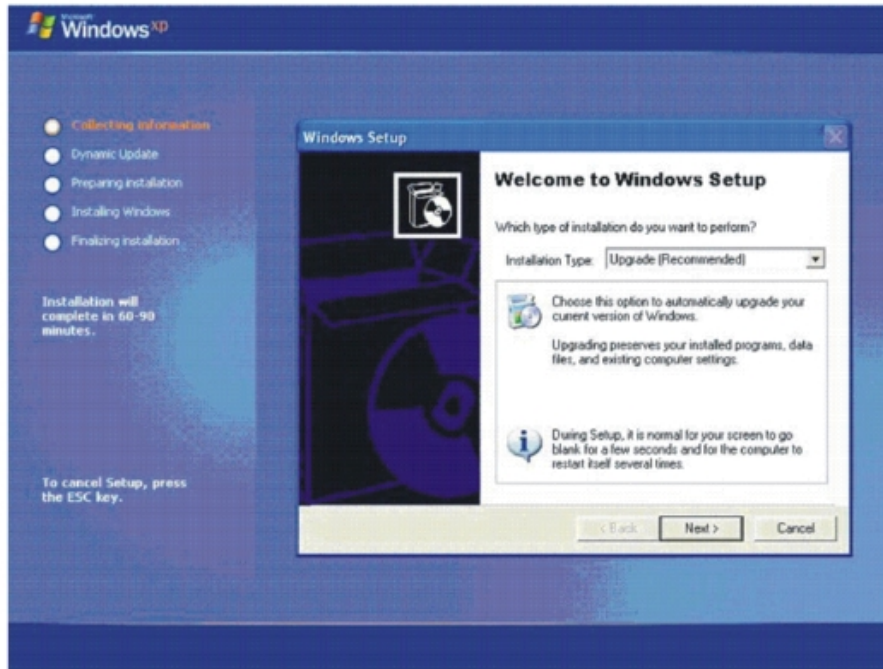 Microsoft
Windows xp
Collecting information
Dynamic Update
Preparing installation
Installing Windows
Finalizing installation
Installation will
complete in 60-90
minutes.
To cancel Setup, press
the ESC key.
Windows Setup
Welcome to Windows Setup
Which type of installation do you want to perform?
Installation Type: Upgrade (Recommended)
Choose this option to automatically upgrade your
current version of Windows.
Upgrading preserves your installed programs, data
files, and existing computer settings.
During Setup, it is normal for your screen to go
blank for a few seconds and for the computer to
restart itself several times.
< Back Next > Cancel